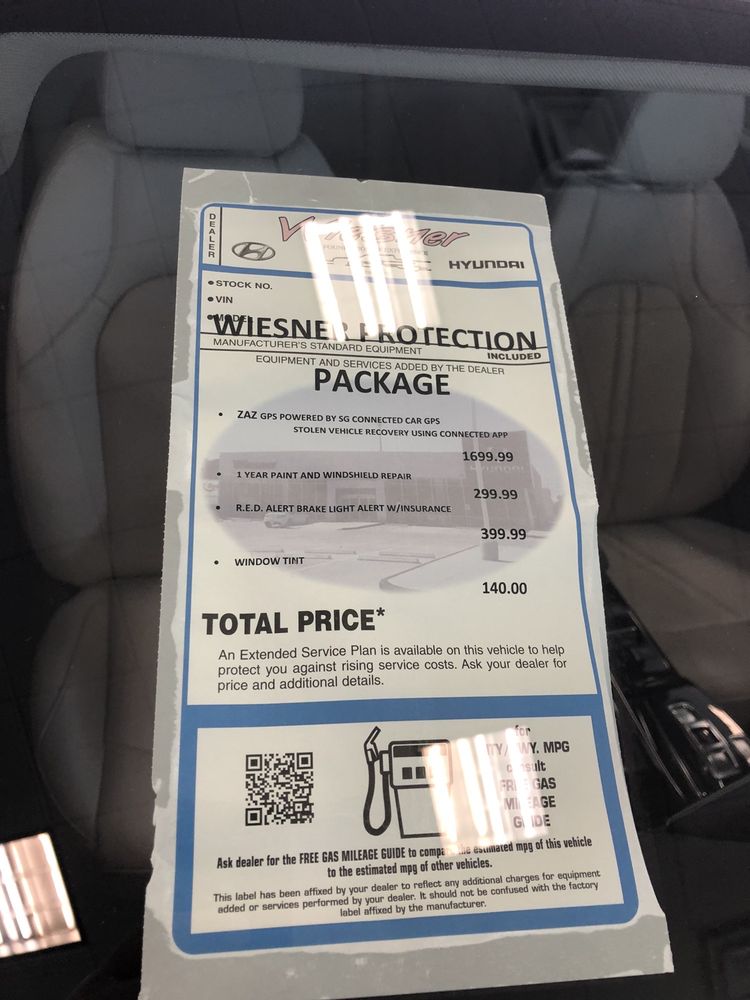 DEALER
Wiesner
HYUNDAI
• STOCK NO.
• VIN
• MODEL
WIESNER PROTECTION
MANUFACTURER'S STANDARD EQUIPMENT
INCLUDED
EQUIPMENT AND SERVICES ADDED BY THE DEALER
PACKAGE
• ZAZ GPS POWERED BY SG CONNECTED CAR GPS
STOLEN VEHICLE RECOVERY USING CONNECTED APP
1699.99
• 1 YEAR PAINT AND WINDSHIELD REPAIR
299.99
• R.E.D. ALERT BRAKE LIGHT ALERT W/INSURANCE
399.99
• WINDOW TINT
140.00
TOTAL PRICE*
An Extended Service Plan is available on this vehicle to help
protect you against rising service costs. Ask your dealer for
price and additional details.
for
CITY/HWY. MPG
consult
FREE GAS
MILEAGE
GUIDE
Ask dealer for the FREE GAS MILEAGE GUIDE to compare the estimated mpg of this vehicle
to the estimated mpg of other vehicles.
This label has been affixed by your dealer to reflect any additional charges for equipment
added or services performed by your dealer. It should not be confused with the factory
label affixed by the manufacturer.